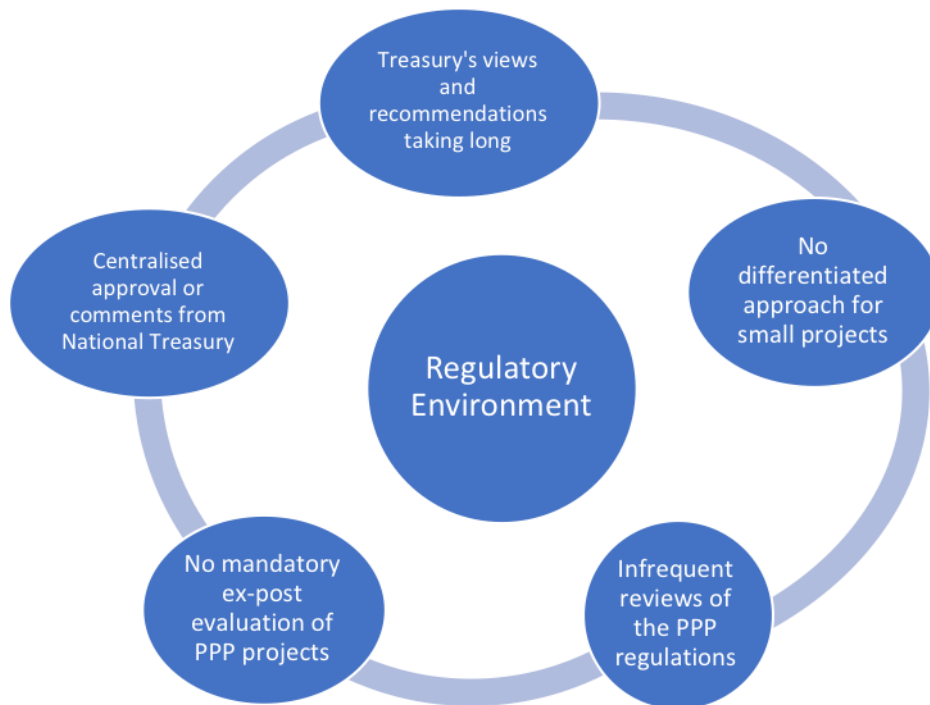 Treasury's views
and
recommendations
taking long
No
differentiated
approach for
small projects
Infrequent
reviews of
the PPP
regulations
No mandatory
ex-post
evaluation of
PPP projects
Centralised
approval or
comments from
National Treasury
Regulatory
Environment